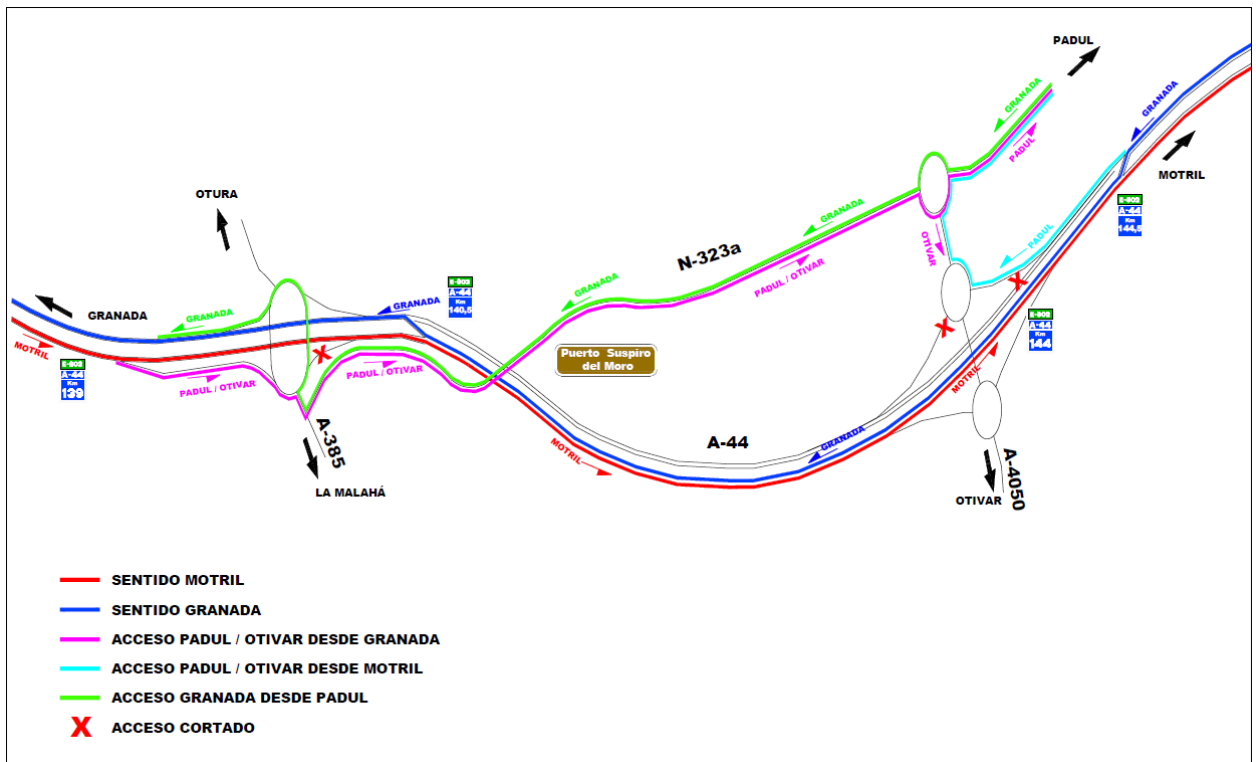 PADUL
GRANADA
GRANADA
PADUL
MOTRIL
E-902
A-44
Km
144,5
OTURA
GRANADA
N-323a
OTIVAR
PADUL
PADUL / OTIVAR
GRANADA
E-902
A-44
Km
140,5
GRANADA
GRANADA
GRANADA
MOTRIL
E-902
A-44
Km
139
PADUL / OTIVAR
PADUL / OTIVAR
Puerto Suspiro
del Moro
E-902
A-44
Km
144
MOTRIL
A-385
LA MALAHÁ
MOTRIL
A-44
GRANADA
OTIVAR
A-4050
SENTIDO MOTRIL
SENTIDO GRANADA
ACCESO PADUL / OTIVAR DESDE GRANADA
ACCESO PADUL / OTIVAR DESDE MOTRIL
ACCESO GRANADA DESDE PADUL
X ACCESO CORTADO